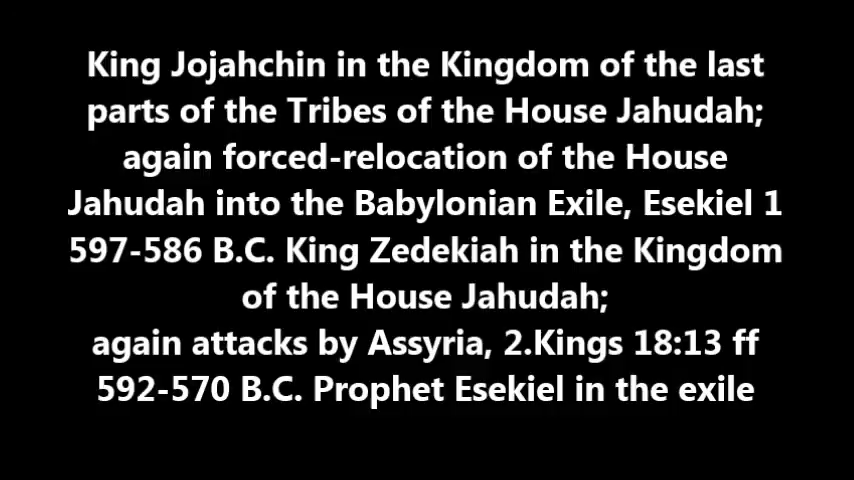 King Jojahchin in the Kingdom of the last
parts of the Tribes of the House Jahudah;
again forced-relocation of the House
Jahudah into the Babylonian Exile, Esekiel 1
597-586 B.C. King Zedekiah in the Kingdom
of the House Jahudah;
again attacks by Assyria, 2.Kings 18:13 ff
592-570 B.C. Prophet Esekiel in the exile